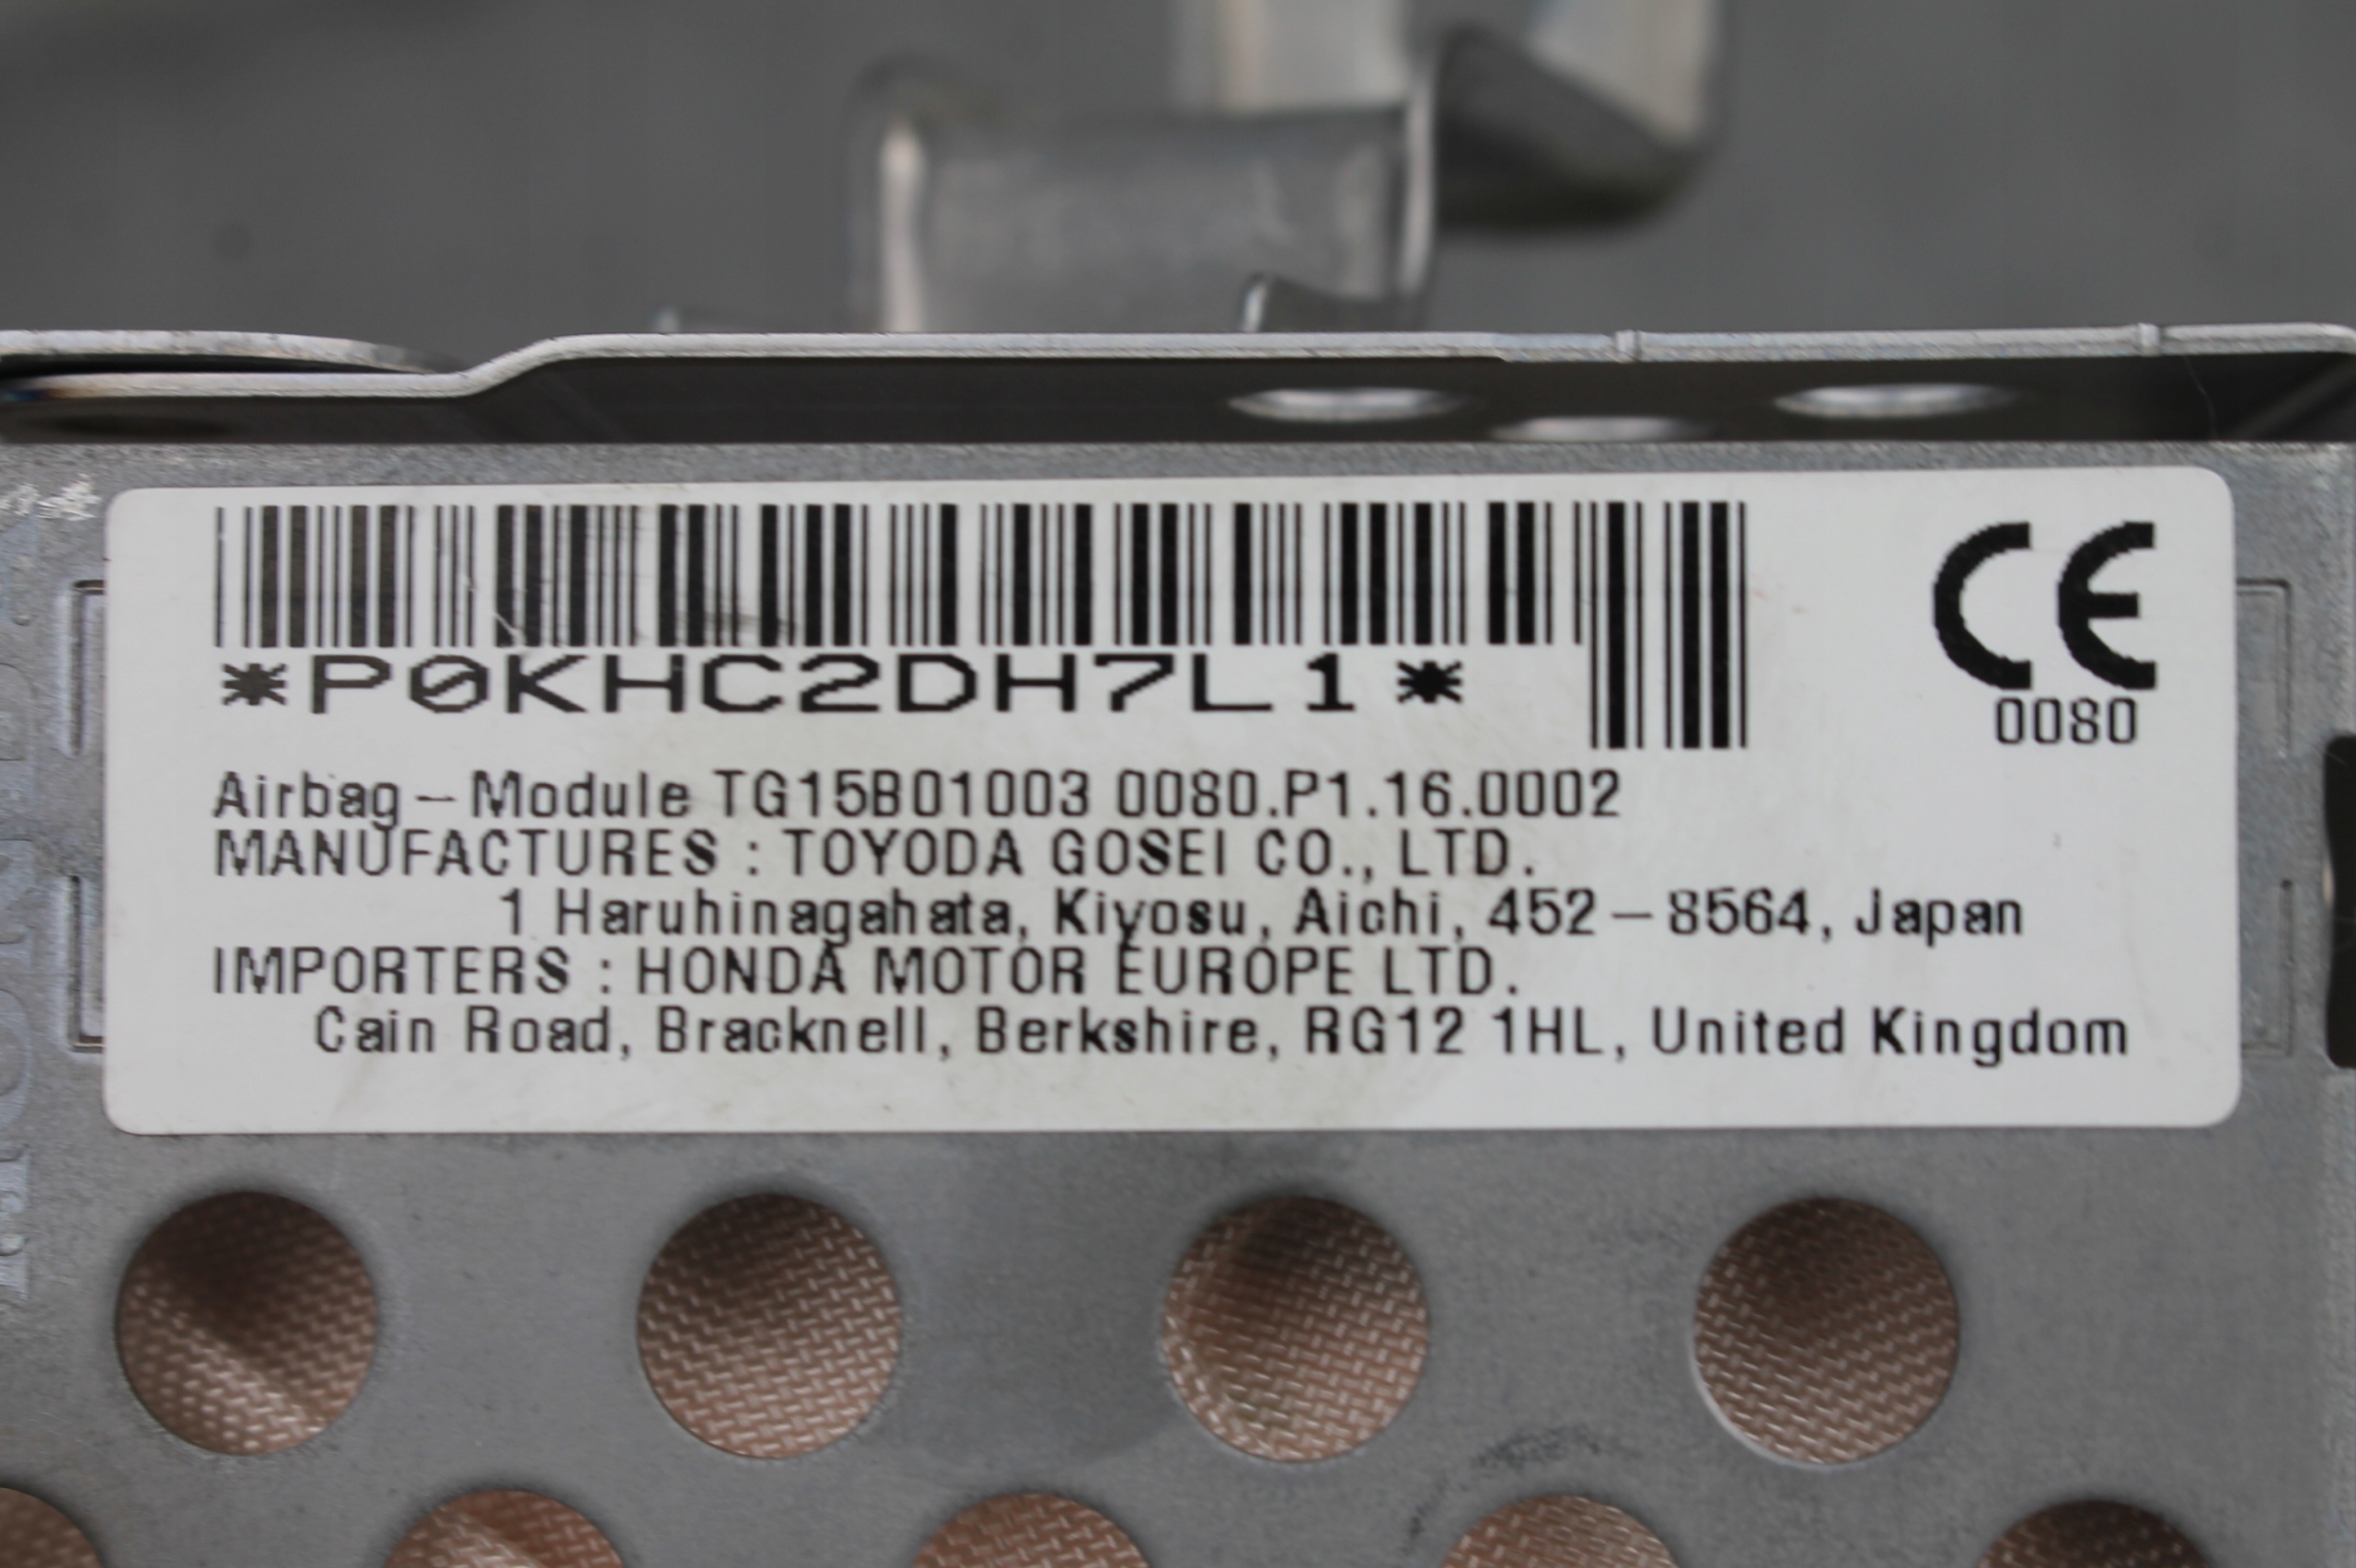 *P0KHC2DH7L1*
CE
0080
Airbag-Module TG15B01003 0080.P1.16.0002
MANUFACTURES : TOYODA GOSEI CO., LTD.
1 Haruhinagahata, Kiyosu, Aichi, 452-8564, Japan
IMPORTERS : HONDA MOTOR EUROPE LTD.
Cain Road, Bracknell, Berkshire, RG12 1HL, United Kingdom